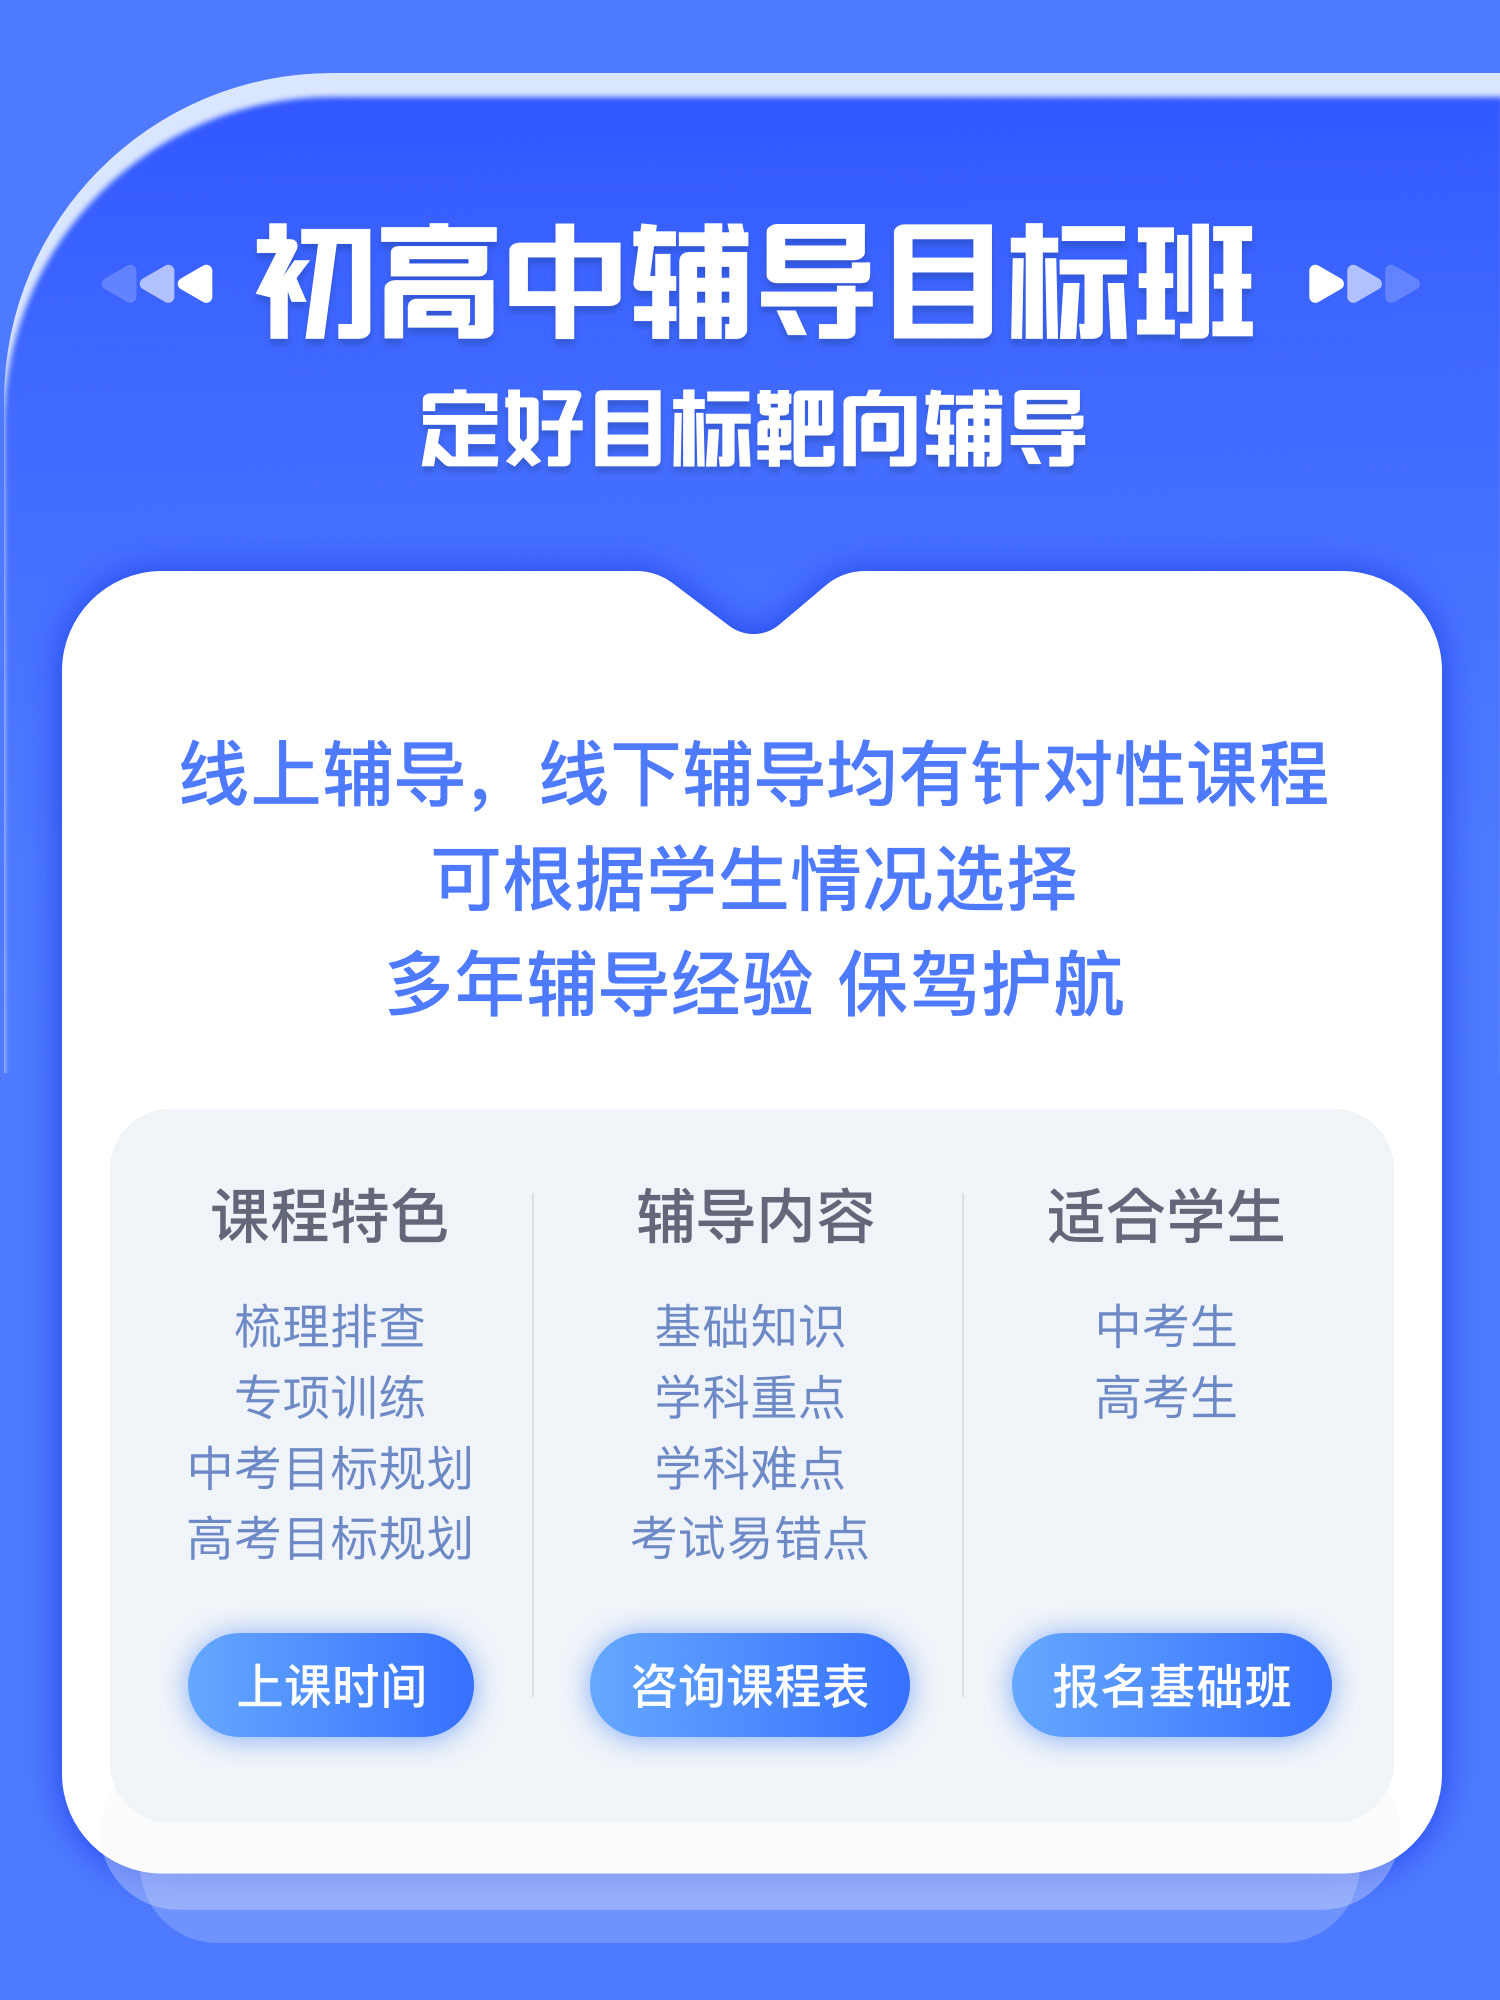 初高中辅导目标班
定好目标靶向辅导
线上辅导，线下辅导均有针对性课程
可根据学生情况选择
多年辅导经验 保驾护航
课程特色
梳理排查
专项训练
中考目标规划
高考目标规划
上课时间
辅导内容
基础知识
学科重点
学科难点
考试易错点
咨询课程表
适合学生
中考生
高考生
报名基础班